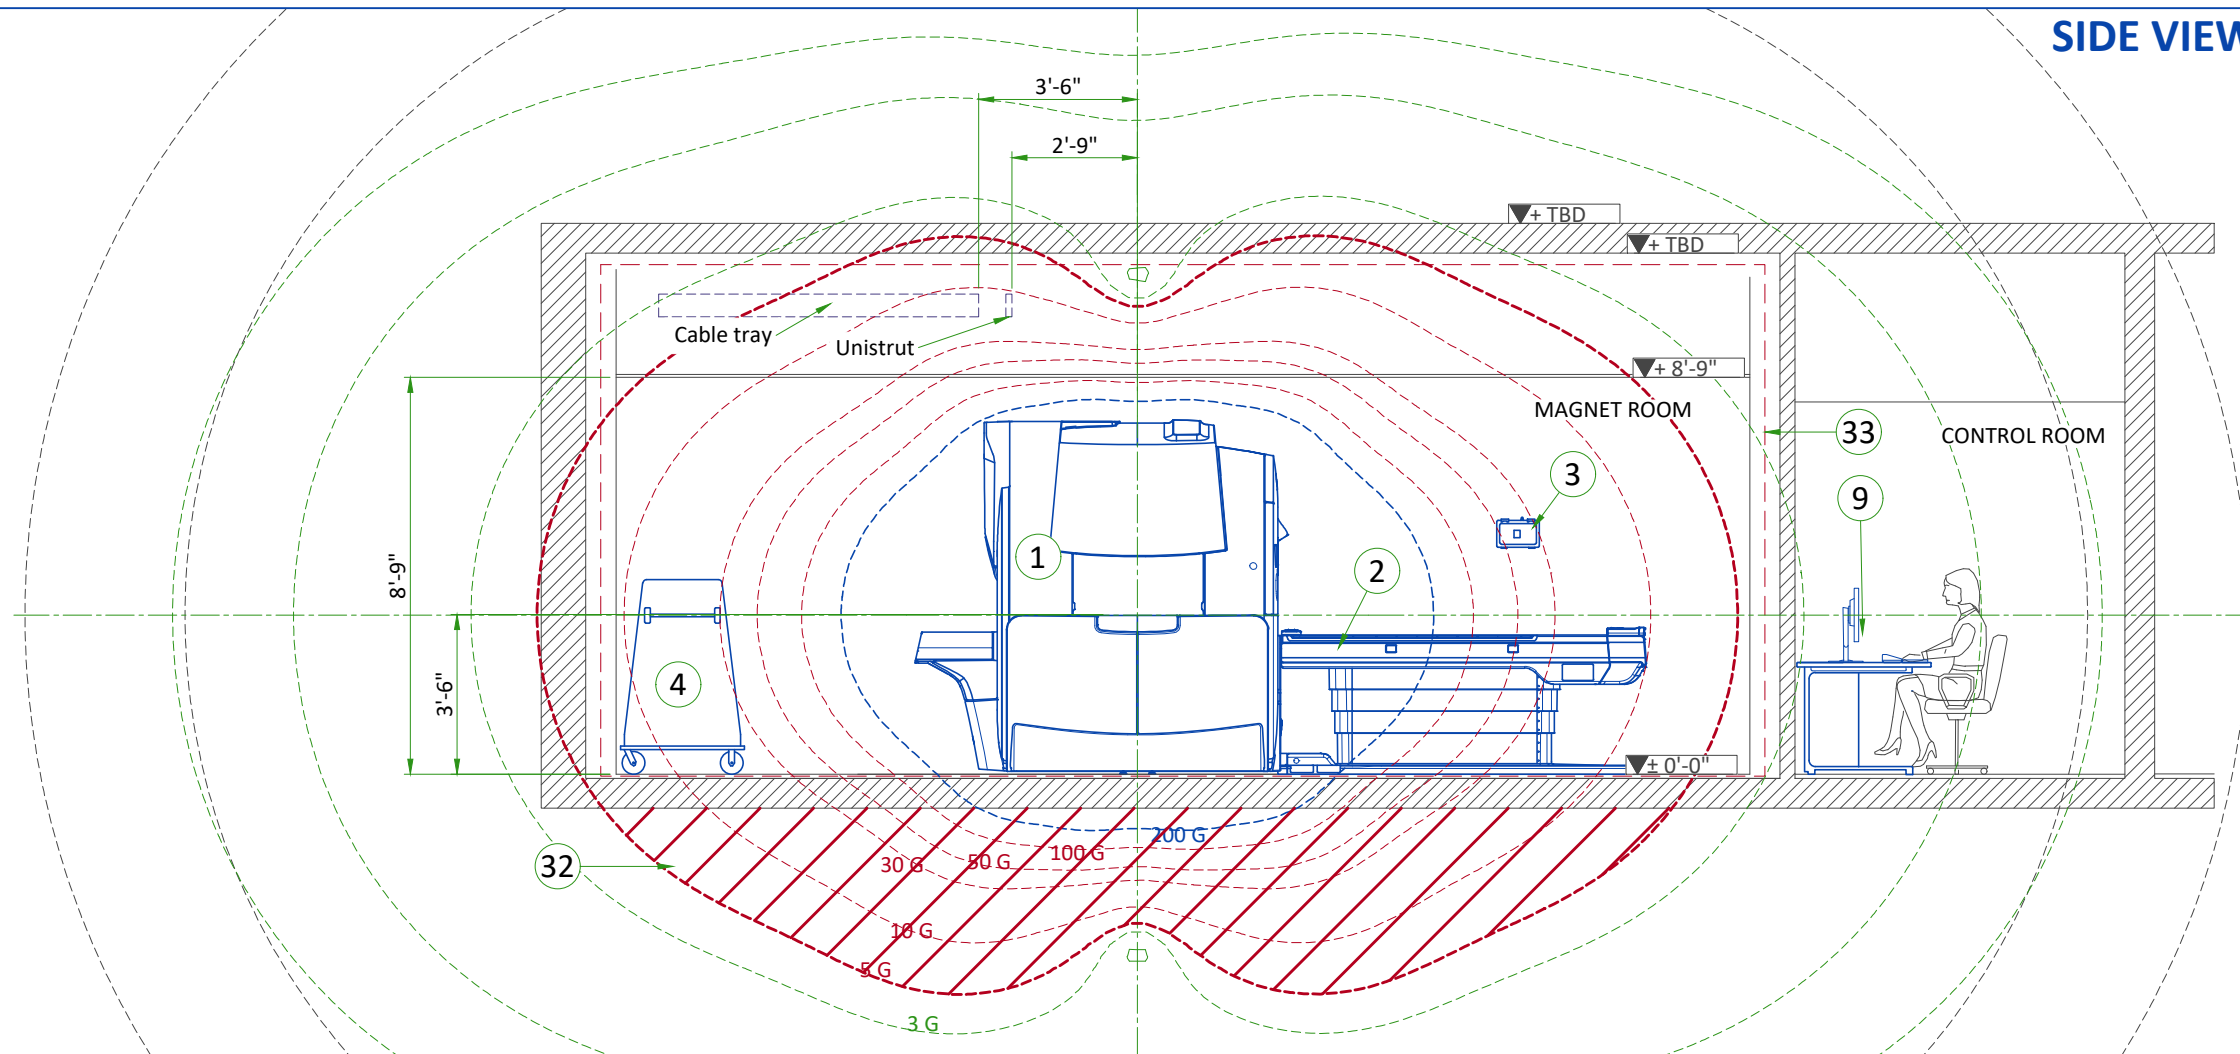 SIDE VIEW
3'-6"
2'-9"
+ TBD
+ TBD
Cable tray
Unistrut
+ 8'-9"
MAGNET ROOM
33
CONTROL ROOM
3
9
1
2
8'-9"
3'-6"
4
± 0'-0"
200 G
100 G
50 G
30 G
32
10 G
5 G
3 G